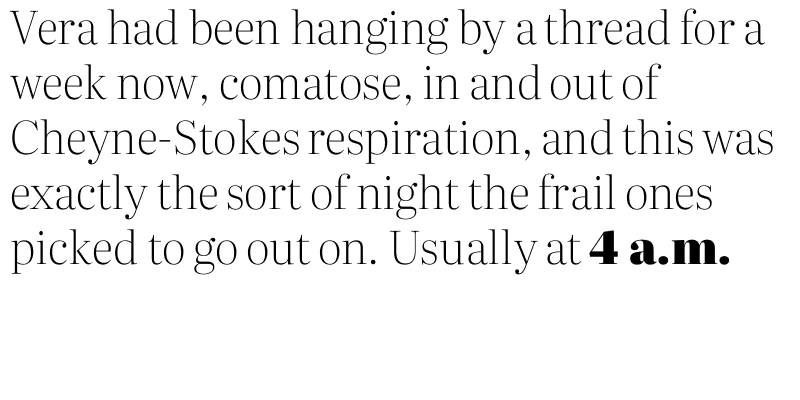 Vera had been hanging by a thread for a
week now, comatose, in and out of
Cheyne-Stokes respiration, and this was
exactly the sort of night the frail ones
picked to go out on. Usually at 4 a.m.